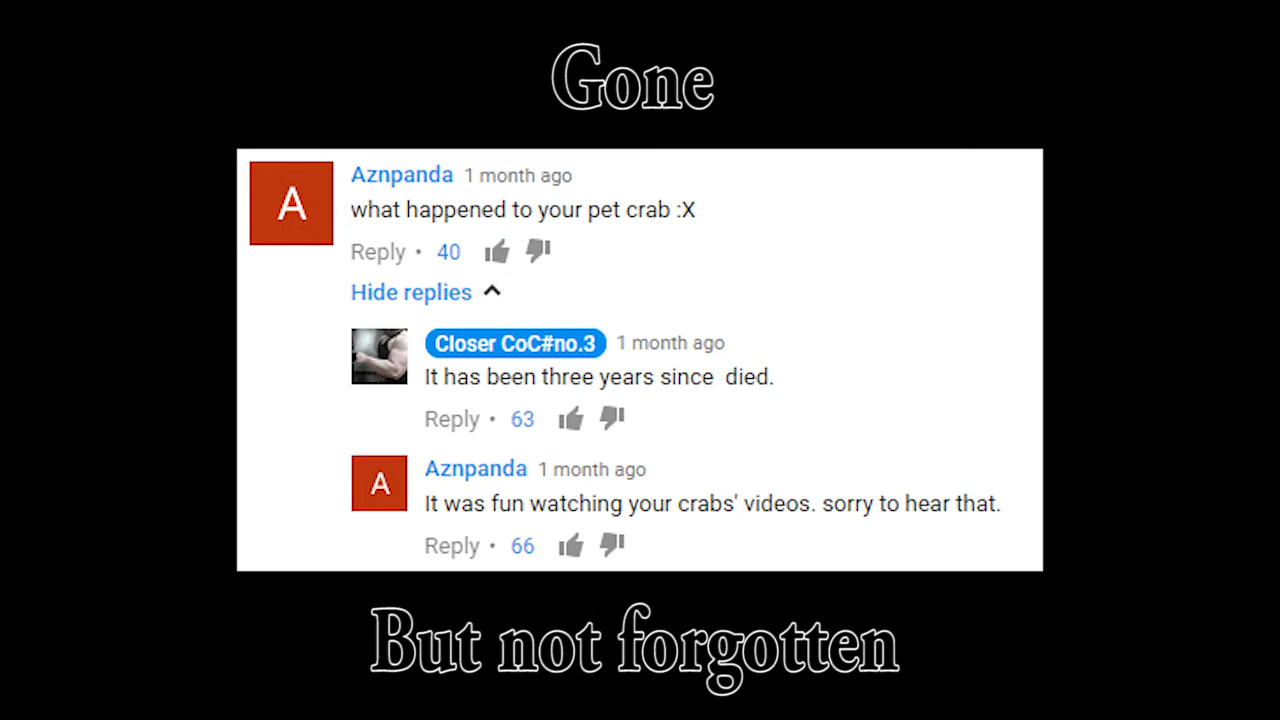 Gone
A
Aznpanda 1 month ago
what happened to your pet crab :X
Reply • 40
Hide replies
Closer CoC#no.3 1 month ago
It has been three years since  died.
Reply • 63
A
Aznpanda 1 month ago
It was fun watching your crabs' videos. sorry to hear that.
Reply • 66
But not forgotten